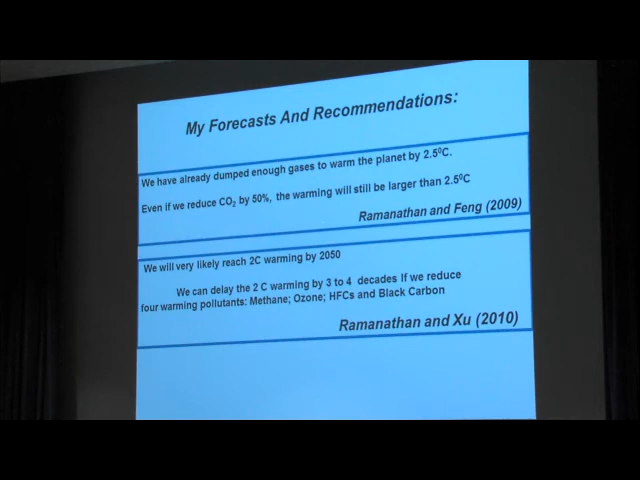 My Forecasts And Recommendations:
We have already dumped enough gases to warm the planet by 2.5⁰C.
Even if we reduce CO₂ by 50%, the warming will still be larger than 2.5⁰C
Ramanathan and Feng (2009)
We will very likely reach 2C warming by 2050
We can delay the 2 C warming by 3 to 4 decades If we reduce
four warming pollutants: Methane; Ozone; HFCs and Black Carbon
Ramanathan and Xu (2010)